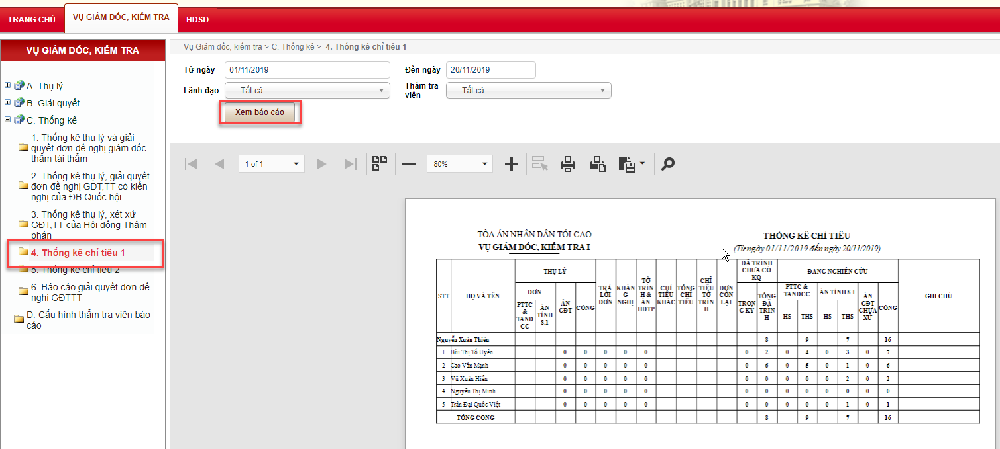 TRANG CHỦ
VỤ GIÁM ĐỐC, KIỂM TRA
HDSD
VỤ GIÁM ĐỐC, KIỂM TRA
A. Thụ lý
B. Giải quyết
C. Thống kê
1. Thống kê thụ lý và giải
quyết đơn đề nghị giám đốc
thẩm tái thẩm
2. Thống kê thụ lý, giải quyết
đơn đề nghị GĐT,TT có kiến
nghị của ĐB Quốc hội
3. Thống kê thụ lý, xét xử
GĐT,TT của Hội đồng Thẩm
phán
4. Thống kê chỉ tiêu 1
5. Thống kê chỉ tiêu 2
6. Báo cáo giải quyết đơn đề
nghị GĐTTT
D. Cấu hình thẩm tra viên báo
cáo
Vụ Giám đốc, kiểm tra > C. Thống kê > 4. Thống kê chỉ tiêu 1
Từ ngày
01/11/2019
Đến ngày
20/11/2019
Lãnh đạo
--- Tất cả ---
Thẩm tra
viên
--- Tất cả ---
Xem báo cáo
1 of 1
80%
TÒA ÁN NHÂN DÂN TỐI CAO
VỤ GIÁM ĐỐC, KIỂM TRA I
THỐNG KÊ CHỈ TIÊU
(Từ ngày 01/11/2019 đến ngày 20/11/2019)
STT
HỌ VÀ TÊN
THỤ LÝ
ĐƠN
PTTC
&
TAND
CC
ÁN
TỈNH
8.1
ÁN
GĐT
CỘNG
TRẢ
LỜI
ĐƠN
KHÁN
G
NGHỊ
TỜ
TRÌN
H &
ÁN
HĐTP
CHỈ
TIÊU
KHÁC
TỔNG
CHỈ
TIÊU
CHỈ
TIÊU
TỜ
TRÌN
H
ĐƠN
CÒN
LẠI
ĐÃ TRÌNH
CHƯA CÓ
KQ
TRON
G KỲ
TỔNG
ĐÃ
TRÌN
H
ĐANG NGHIÊN CỨU
PTTC &
TANDCC
HS
THS
ÁN TỈNH 8.1
HS
THS
ÁN
GĐT
CHƯA
XỬ
CỘNG
GHI CHÚ
Nguyễn Xuân Thiện 8 9 7 16
1 Bùi Thị Tố Uyên 0 0 0 0 0 0 2 0 4 0 3 0 7
2 Cao Văn Mạnh 0 0 0 0 0 0 6 0 5 0 1 0 6
3 Vũ Xuân Hiến 0 0 0 0 0 0 0 0 0 0 2 0 2
4 Nguyễn Thị Minh 0 0 0 0 0 0 0 0 0 0 0 0 0
5 Trần Đại Quốc Việt 0 0 0 0 0 0 0 0 0 0 1 0 1
TỔNG CỘNG 8 9 7 16